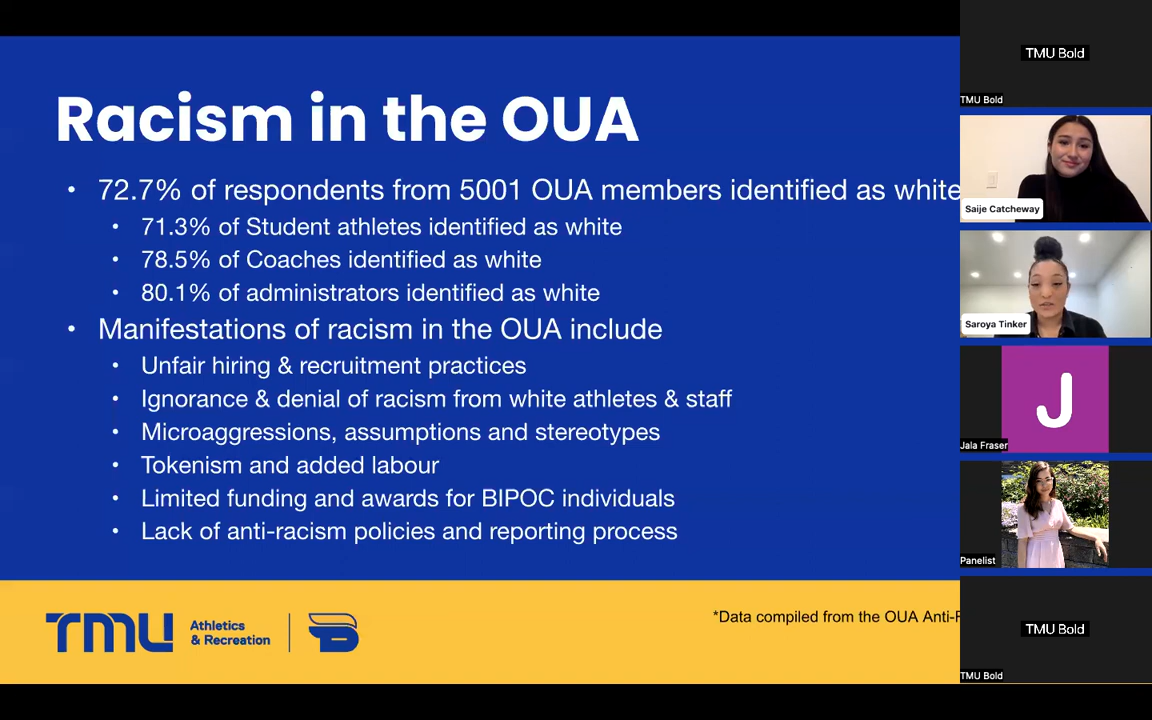 Racism in the OUA
• 72.7% of respondents from 5001 OUA members identified as white
• 71.3% of Student athletes identified as white
• 78.5% of Coaches identified as white
• 80.1% of administrators identified as white
• Manifestations of racism in the OUA include
• Unfair hiring & recruitment practices
• Ignorance & denial of racism from white athletes & staff
• Microaggressions, assumptions and stereotypes
• Tokenism and added labour
• Limited funding and awards for BIPOC individuals
• Lack of anti-racism policies and reporting process
TMU Athletics
& Recreation
*Data compiled from the OUA Anti-
TMU Bold
TMU Bold
Saije Catcheway
Saroya Tinker
J
Jala Fraser
Panelist
TMU Bold
TMU Bold